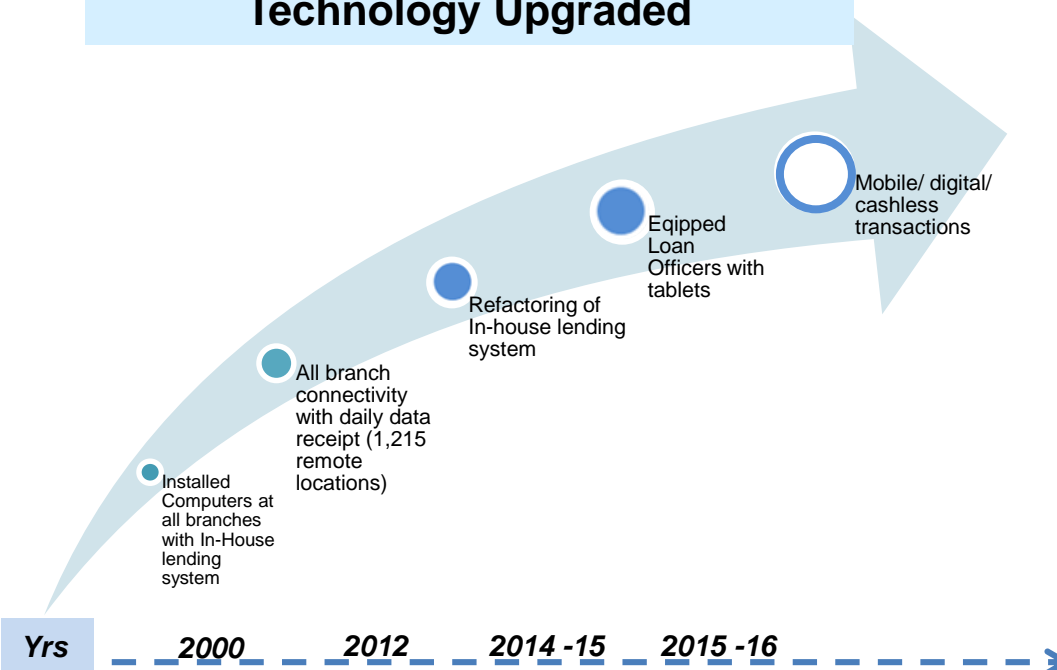 Technology Upgraded
Mobile/ digital/
cashless
transactions
Eqipped
Loan
Officers with
tablets
Refactoring of
In-house lending
system
All branch
connectivity
with daily data
receipt (1,215
remote
locations)
Installed
Computers at
all branches
with In-House
lending
system
Yrs 2000 2012 2014 -15 2015 -16